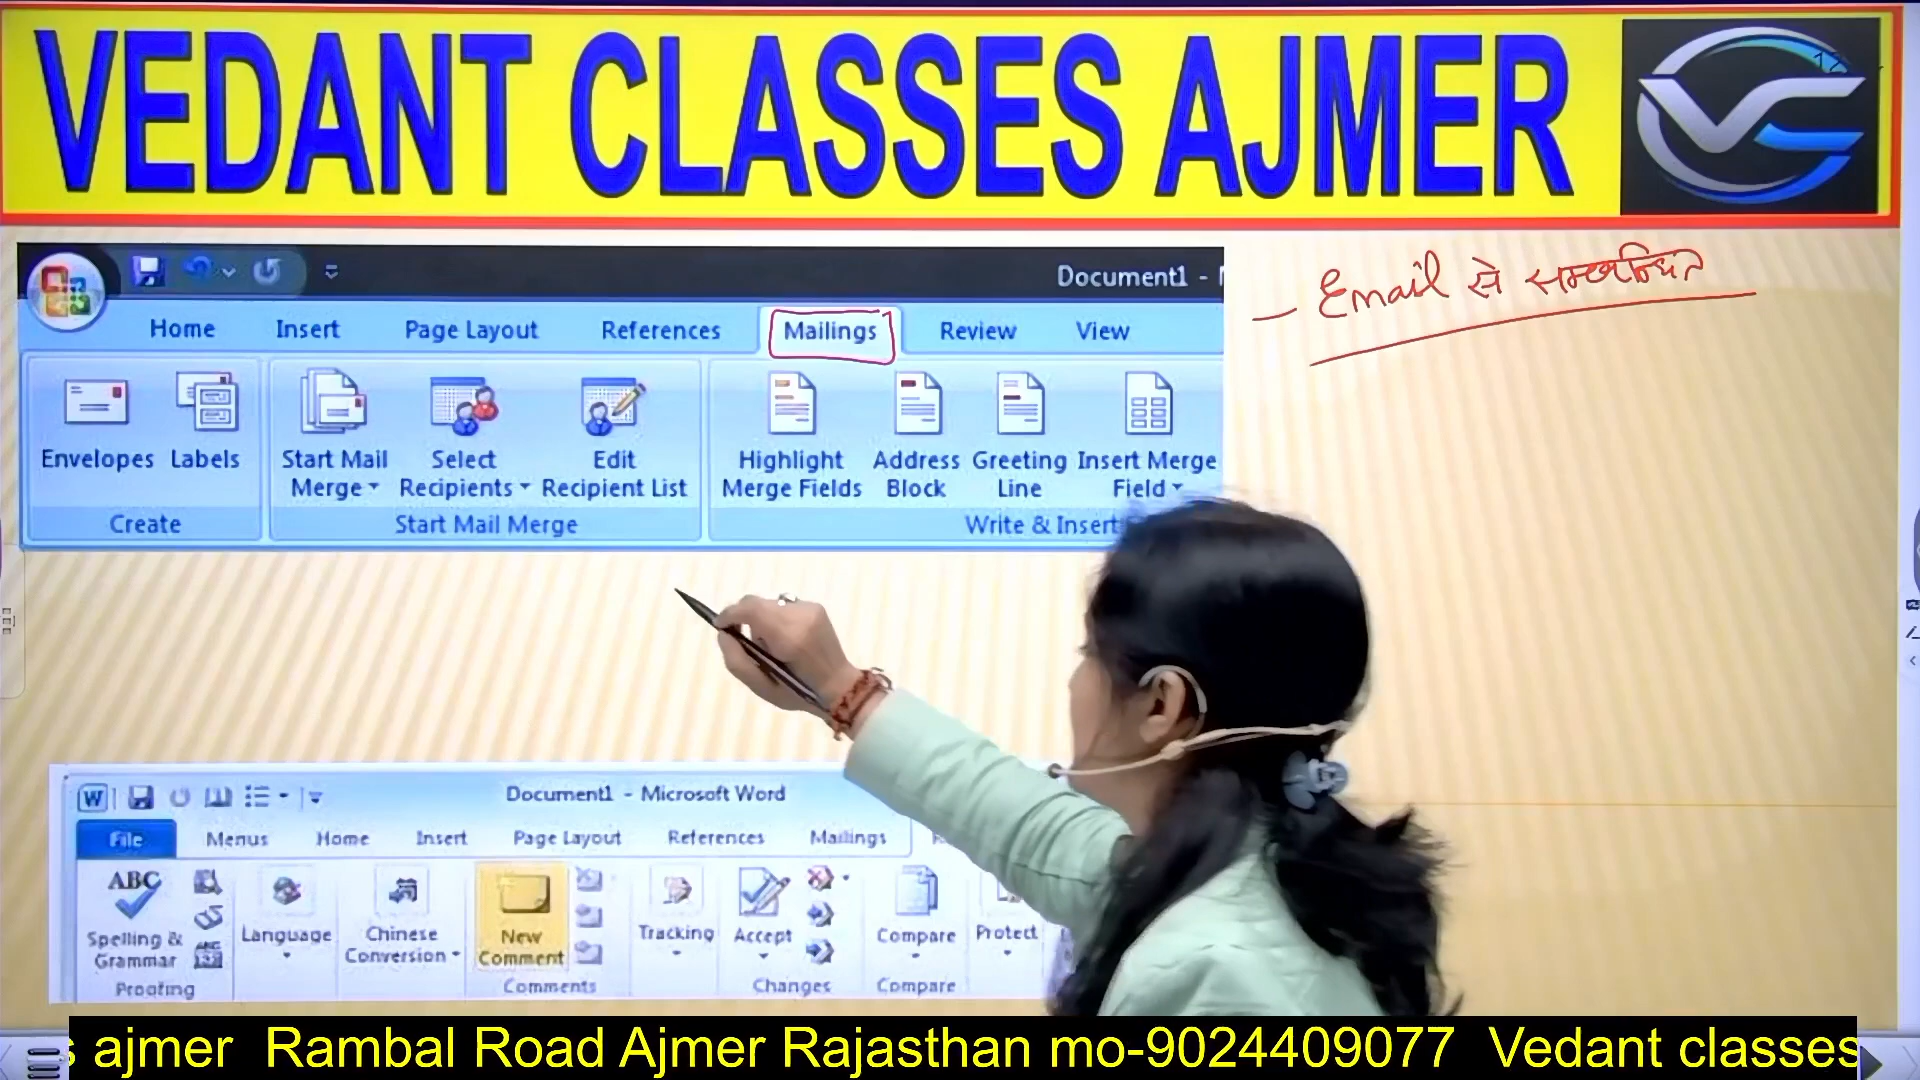 VEDANT CLASSES AJMER
VC
Document1 -
- Email से सम्बन्धित
Home Insert Page Layout References Mailings Review View
Envelopes Labels Start Mail Merge Select Recipients Edit Recipient List Highlight Merge Fields Address Block Greeting Line Insert Merge Field
Create Start Mail Merge Write & Insert
W Document1 - Microsoft Word
File Menus Home Insert Page Layout References Mailings
ABC Spelling & Grammar ABC 123 Language Chinese Conversion New Comment Tracking Accept Compare Protect
Proofing Comments Changes Compare
s ajmer Rambal Road Ajmer Rajasthan mo-9024409077 Vedant classes